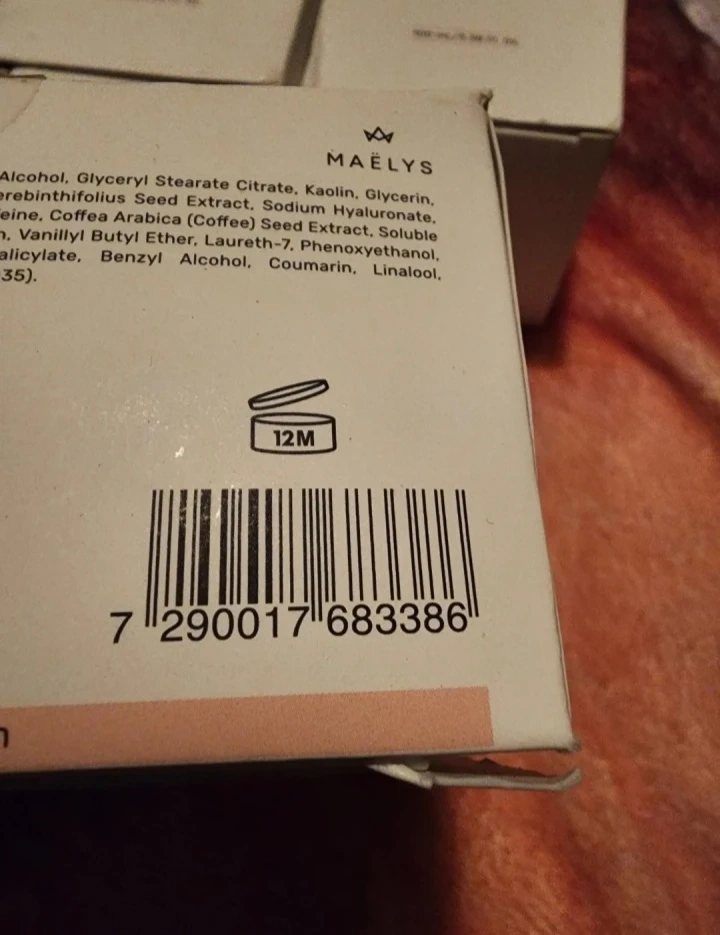 MAËLYS
Alcohol, Glyceryl Stearate Citrate, Kaolin, Glycerin,
erebinthifolius Seed Extract, Sodium Hyaluronate,
eine, Coffea Arabica (Coffee) Seed Extract, Soluble
n, Vanillyl Butyl Ether, Laureth-7, Phenoxyethanol,
alicylate, Benzyl Alcohol, Coumarin, Linalool,
35).
12M
7 290017 683386